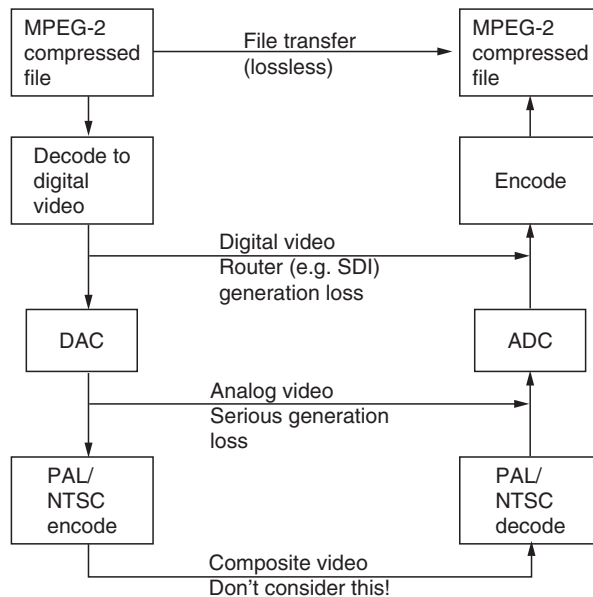 MPEG-2
compressed
file
File transfer
(lossless)
MPEG-2
compressed
file
Decode to
digital
video
Encode
Digital video
Router (e.g. SDI)
generation loss
DAC
ADC
Analog video
Serious generation
loss
PAL/
NTSC
encode
PAL/
NTSC
decode
Composite video
Don't consider this!